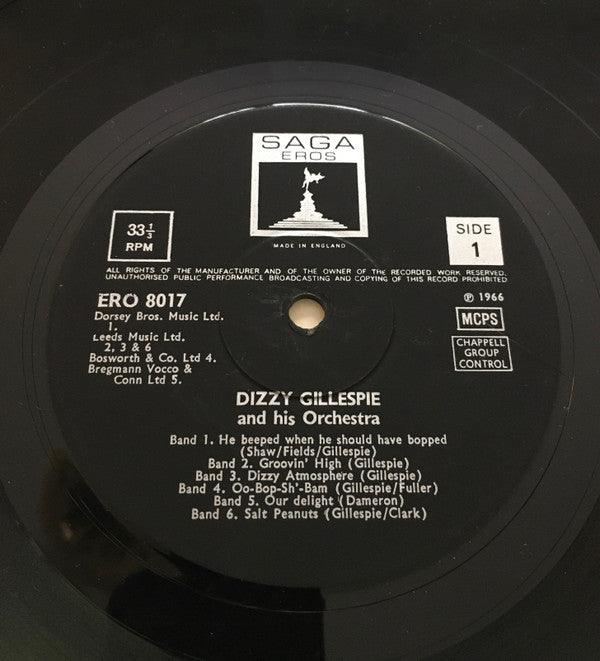 SAGA
EROS
MADE IN ENGLAND
33⅓
RPM
SIDE
1
ALL RIGHTS OF THE MANUFACTURER AND OF THE OWNER OF THE RECORDED WORK RESERVED.
UNAUTHORISED PUBLIC PERFORMANCE BROADCASTING AND COPYING OF THIS RECORD PROHIBITED
ERO 8017
Dorsey Bros. Music Ltd.
1.
Leeds Music Ltd.
2, 3 & 6
Bosworth & Co. Ltd 4.
Bregmann Vocco &
Conn Ltd 5.
℗ 1966
MCPS
CHAPPELL
GROUP
CONTROL
DIZZY GILLESPIE
and his Orchestra
Band 1. He beeped when he should have bopped
(Shaw/Fields/Gillespie)
Band 2. Groovin' High (Gillespie)
Band 3. Dizzy Atmosphere (Gillespie)
Band 4. Oo-Bop-Sh'-Bam (Gillespie/Fuller)
Band 5. Our delight (Dameron)
Band 6. Salt Peanuts (Gillespie/Clark)